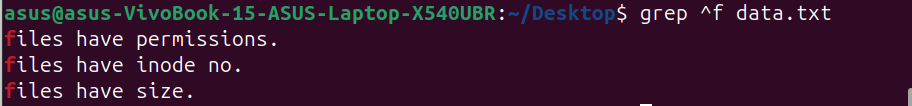 asus@asus-VivoBook-15-ASUS-Laptop-X540UBR:~/Desktop$ grep ^f data.txt
files have permissions.
files have inode no.
files have size.